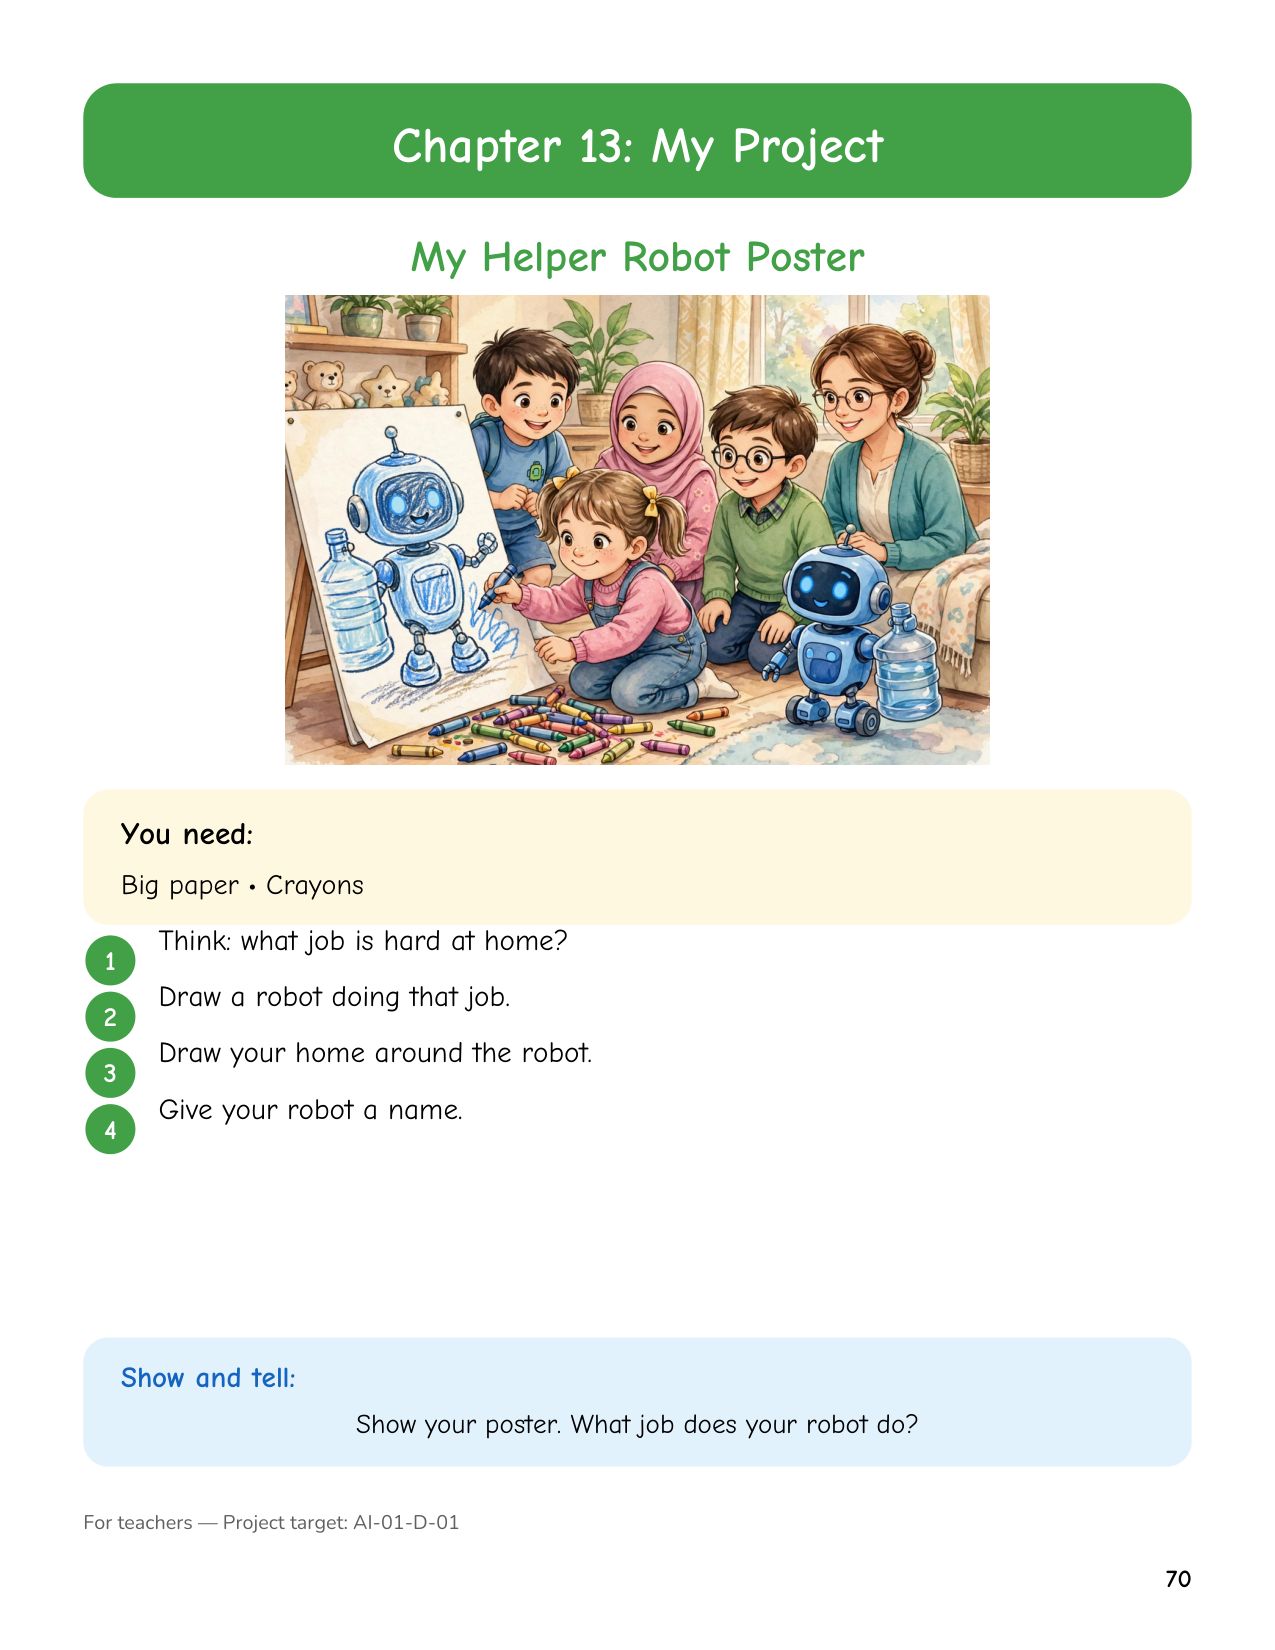 Chapter 13: My Project
My Helper Robot Poster
You need:
Big paper • Crayons
1 Think: what job is hard at home?
2 Draw a robot doing that job.
3 Draw your home around the robot.
4 Give your robot a name.
Show and tell:
Show your poster. What job does your robot do?
For teachers — Project target: AI-01-D-01
70